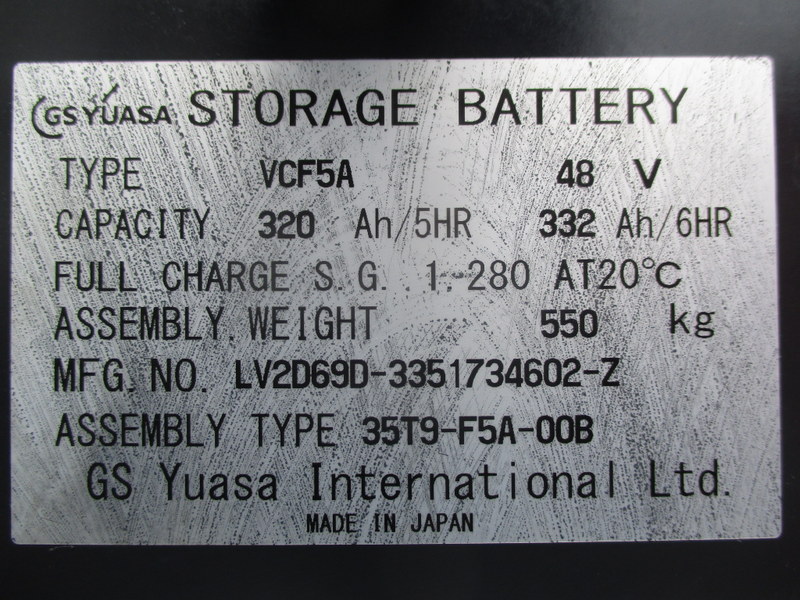 GS YUASA STORAGE BATTERY
TYPE VCF5A 48 V
CAPACITY 320 Ah/5HR 332 Ah/6HR
FULL CHARGE S.G. 1.280 AT20℃
ASSEMBLY WEIGHT 550 kg
MFG. NO. LV2D69D-3351734602-Z
ASSEMBLY TYPE 35T9-F5A-00B
GS Yuasa International Ltd.
MADE IN JAPAN